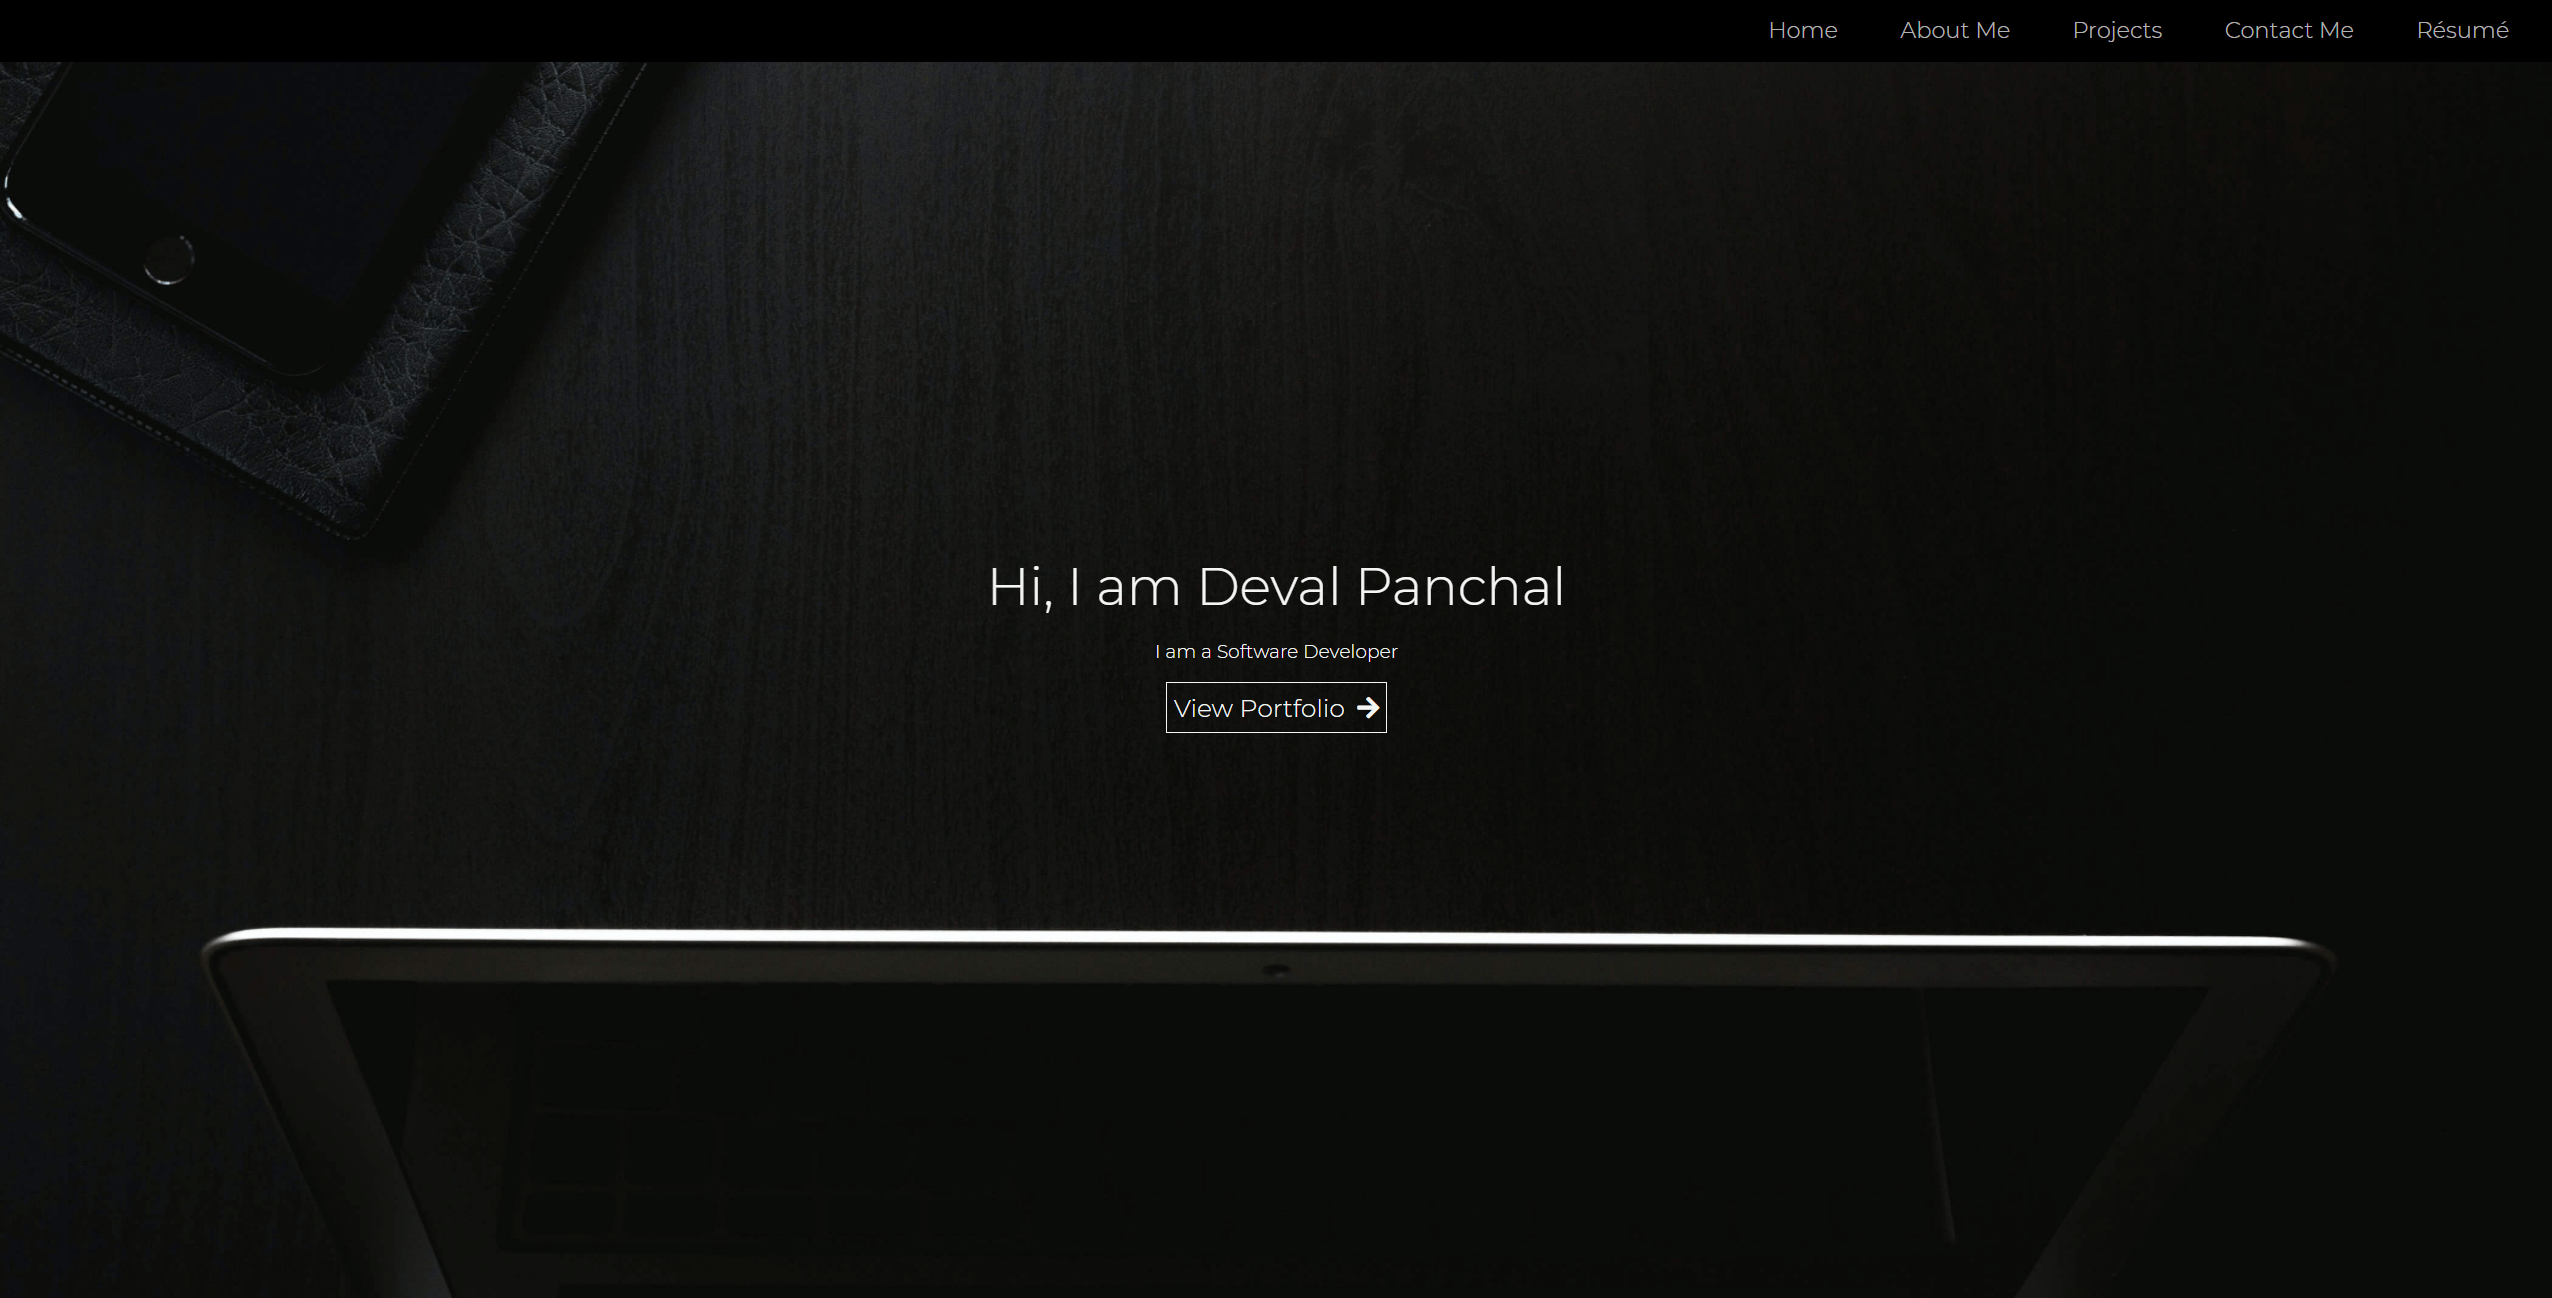 Home About Me Projects Contact Me Résumé
Hi, I am Deval Panchal
I am a Software Developer
View Portfolio